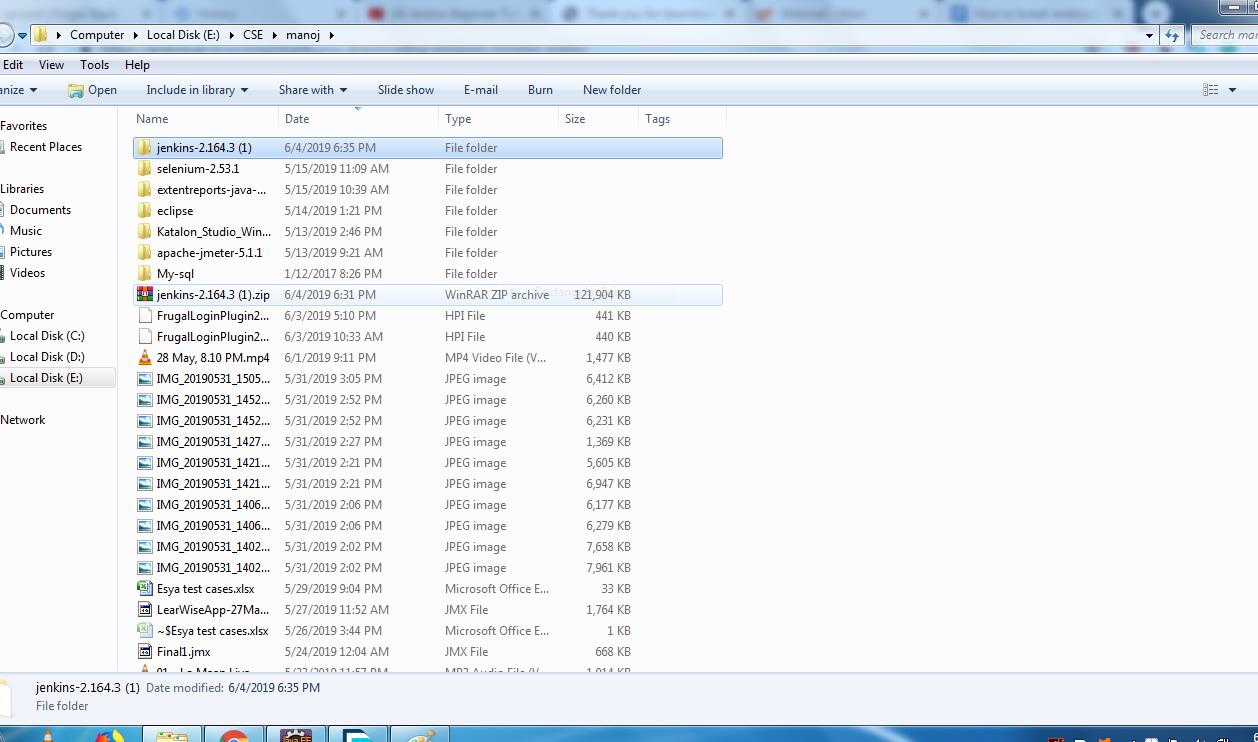 Computer Local Disk (E:) CSE manoj
Search mar
Edit View Tools Help
anize Open Include in library Share with Slide show E-mail Burn New folder
Favorites
Recent Places
Libraries
Documents
Music
Pictures
Videos
Computer
Local Disk (C:)
Local Disk (D:)
Local Disk (E:)
Network
Name Date Type Size Tags
jenkins-2.164.3 (1) 6/4/2019 6:35 PM File folder
selenium-2.53.1 5/15/2019 11:09 AM File folder
extentreports-java-... 5/15/2019 10:39 AM File folder
eclipse 5/14/2019 1:21 PM File folder
Katalon_Studio_Win... 5/13/2019 2:46 PM File folder
apache-jmeter-5.1.1 5/13/2019 9:21 AM File folder
My-sql 1/12/2017 8:26 PM File folder
jenkins-2.164.3 (1).zip 6/4/2019 6:31 PM WinRAR ZIP archive 121,904 KB
FrugalLoginPlugin2... 6/3/2019 5:10 PM HPI File 441 KB
FrugalLoginPlugin2... 6/3/2019 10:33 AM HPI File 440 KB
28 May, 8.10 PM.mp4 6/1/2019 9:11 PM MP4 Video File (V... 1,477 KB
IMG_20190531_1505... 5/31/2019 3:05 PM JPEG image 6,412 KB
IMG_20190531_1452... 5/31/2019 2:52 PM JPEG image 6,260 KB
IMG_20190531_1452... 5/31/2019 2:52 PM JPEG image 6,231 KB
IMG_20190531_1427... 5/31/2019 2:27 PM JPEG image 1,369 KB
IMG_20190531_1421... 5/31/2019 2:21 PM JPEG image 5,605 KB
IMG_20190531_1421... 5/31/2019 2:21 PM JPEG image 6,947 KB
IMG_20190531_1406... 5/31/2019 2:06 PM JPEG image 6,177 KB
IMG_20190531_1406... 5/31/2019 2:06 PM JPEG image 6,279 KB
IMG_20190531_1402... 5/31/2019 2:02 PM JPEG image 7,658 KB
IMG_20190531_1402... 5/31/2019 2:02 PM JPEG image 7,961 KB
Esya test cases.xlsx 5/29/2019 9:04 PM Microsoft Office E... 33 KB
LearWiseApp-27Ma... 5/27/2019 11:52 AM JMX File 1,764 KB
~$Esya test cases.xlsx 5/26/2019 3:44 PM Microsoft Office E... 1 KB
Final1.jmx 5/24/2019 12:04 AM JMX File 668 KB
jenkins-2.164.3 (1) Date modified: 6/4/2019 6:35 PM
File folder